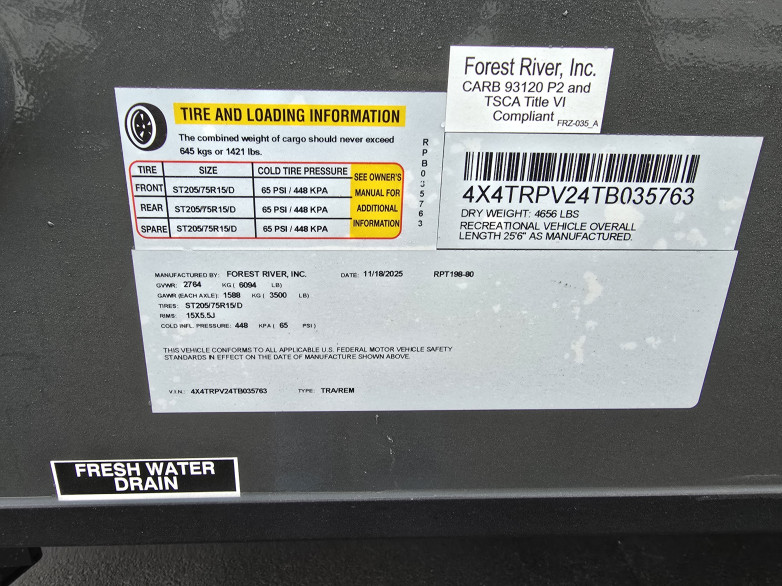 Forest River, Inc.
CARB 93120 P2 and
TSCA Title VI
Compliant
FRZ-035_A
TIRE AND LOADING INFORMATION
The combined weight of cargo should never exceed
645 kgs or 1421 lbs.
TIRE SIZE COLD TIRE PRESSURE SEE OWNER'S
FRONT ST205/75R15/D 65 PSI / 448 KPA MANUAL FOR
REAR ST205/75R15/D 65 PSI / 448 KPA ADDITIONAL
SPARE ST205/75R15/D 65 PSI / 448 KPA INFORMATION
RPB035763
4X4TRPV24TB035763
DRY WEIGHT: 4656 LBS
RECREATIONAL VEHICLE OVERALL
LENGTH 25'6" AS MANUFACTURED.
MANUFACTURED BY: FOREST RIVER, INC. DATE: 11/18/2025 RPT198-80
GVWR: 2764 KG ( 6094 LB)
GAWR (EACH AXLE): 1588 KG ( 3500 LB)
TIRES: ST205/75R15/D
RIMS: 15X5.5J
COLD INFL. PRESSURE: 448 KPA ( 65 PSI )
THIS VEHICLE CONFORMS TO ALL APPLICABLE U.S. FEDERAL MOTOR VEHICLE SAFETY
STANDARDS IN EFFECT ON THE DATE OF MANUFACTURE SHOWN ABOVE.
V.I.N.: 4X4TRPV24TB035763 TYPE: TRA/REM
FRESH WATER
DRAIN